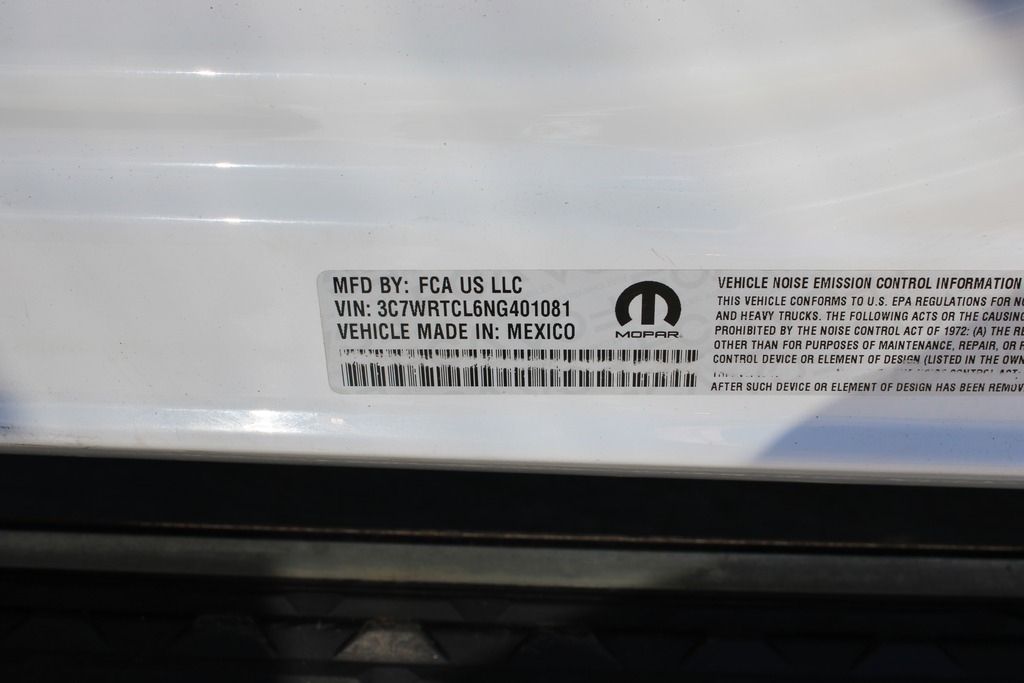 MFD BY: FCA US LLC
VIN: 3C7WRTCL6NG401081
VEHICLE MADE IN: MEXICO
MOPAR
VEHICLE NOISE EMISSION CONTROL INFORMATION
THIS VEHICLE CONFORMS TO U.S. EPA REGULATIONS FOR
AND HEAVY TRUCKS. THE FOLLOWING ACTS OR THE CAUSING
PROHIBITED BY THE NOISE CONTROL ACT OF 1972: (A) THE
OTHER THAN FOR PURPOSES OF MAINTENANCE, REPAIR, OR
CONTROL DEVICE OR ELEMENT OF DESIGN (LISTED IN THE
AFTER SUCH DEVICE OR ELEMENT OF DESIGN HAS BEEN